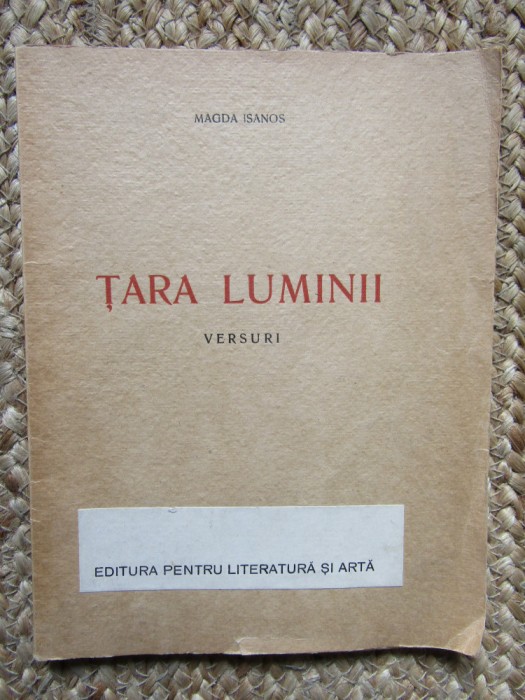 MAGDA ISANOS
ȚARA LUMINII
VERSURI
EDITURA PENTRU LITERATURĂ ȘI ARTĂ